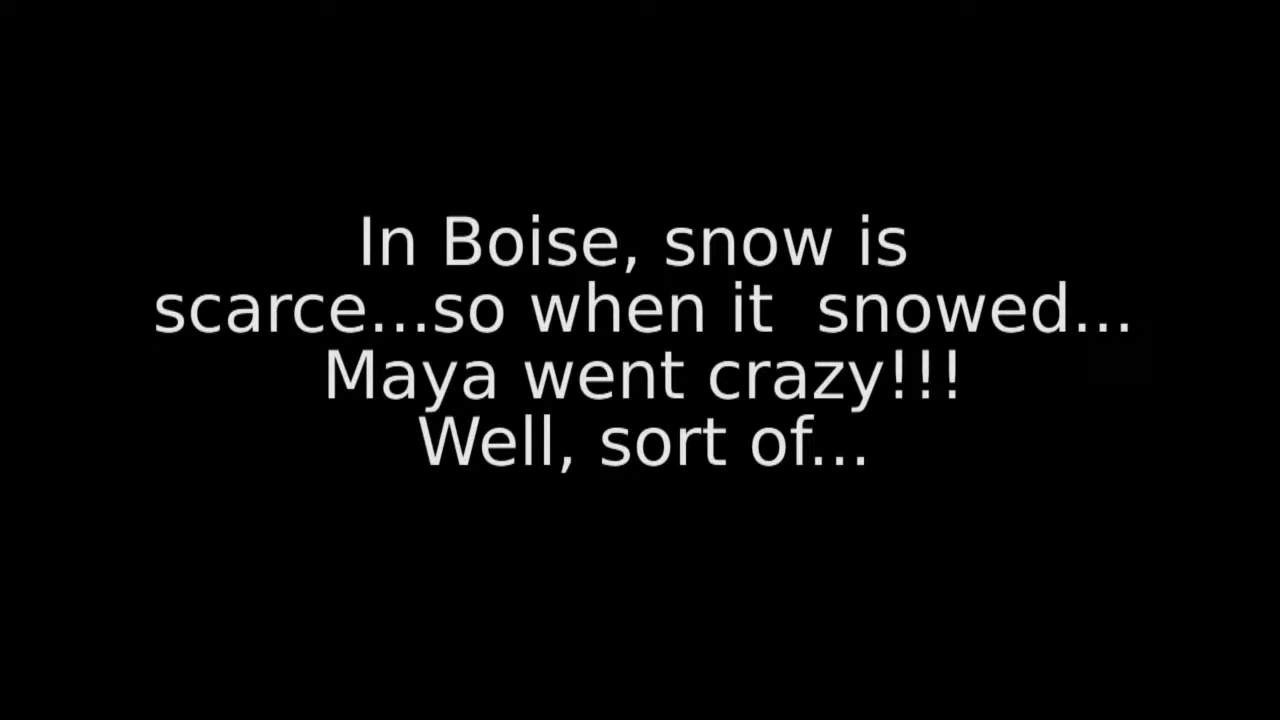 In Boise, snow is
scarce...so when it  snowed...
Maya went crazy!!!
Well, sort of...